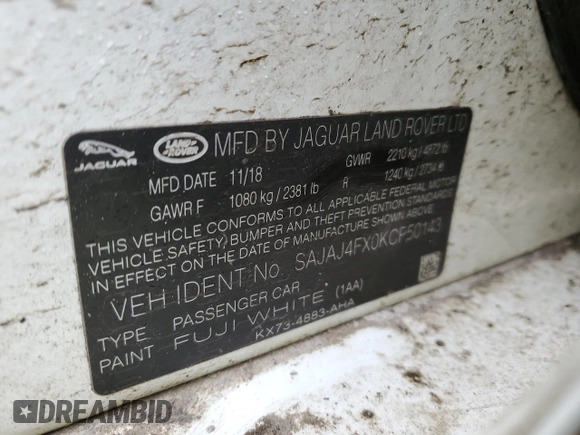 JAGUAR LAND ROVER MFD BY JAGUAR LAND ROVER LTD
MFD DATE 11/18 GVWR 2210 kg / 4872 lb
GAWR F 1080 kg / 2381 lb R 1240 kg / 2734 lb
THIS VEHICLE CONFORMS TO ALL APPLICABLE FEDERAL MOTOR
VEHICLE SAFETY, BUMPER AND THEFT PREVENTION STANDARDS
IN EFFECT ON THE DATE OF MANUFACTURE SHOWN ABOVE
VEH IDENT No. SAJAJ4FX0KCF50143
TYPE PASSENGER CAR
PAINT FUJI WHITE (1AA)
KX73-4883-AHA
DREAMBID